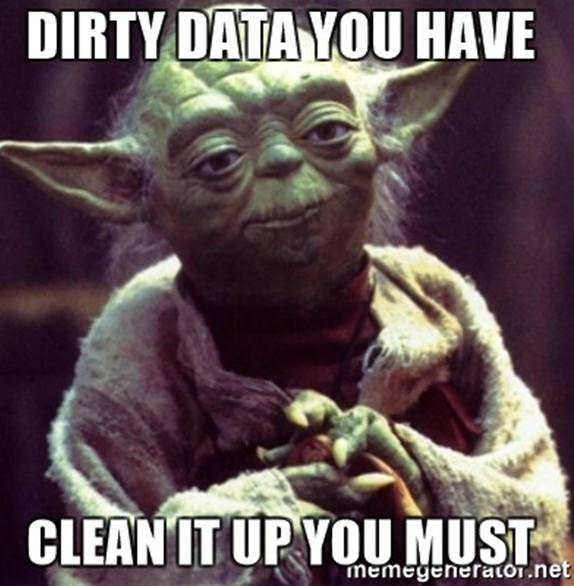 DIRTY DATA YOU HAVE
CLEAN IT UP YOU MUST
memegenerator.net